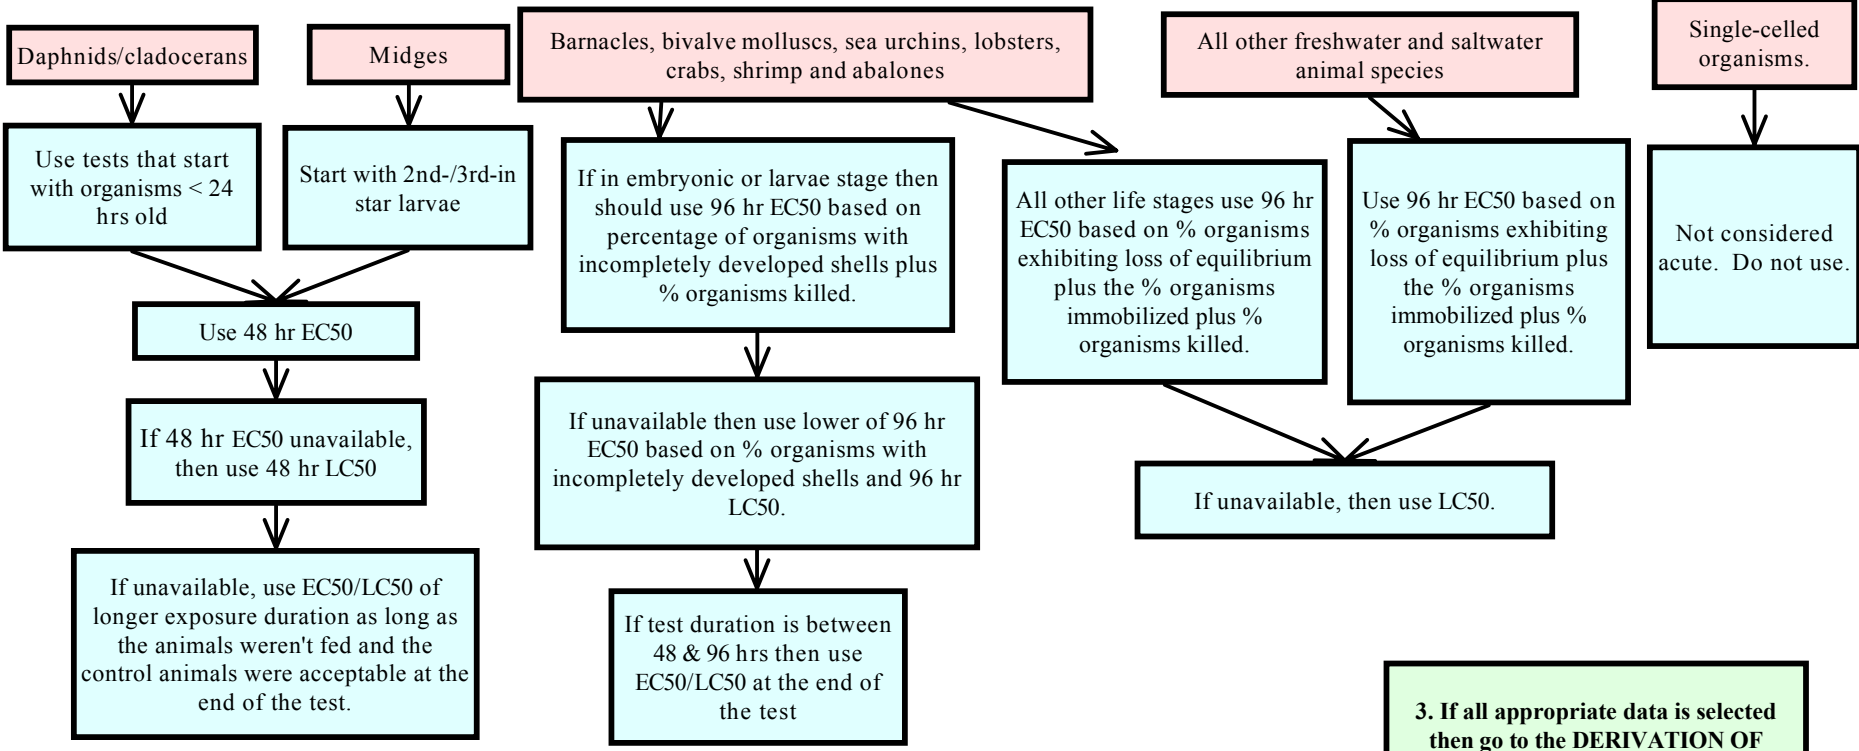 Daphnids/cladocerans
Midges
Barnacles, bivalve molluscs, sea urchins, lobsters,
crabs, shrimp and abalones
All other freshwater and saltwater
animal species
Single-celled
organisms.
Use tests that start
with organisms < 24
hrs old
Start with 2nd-/3rd-in
star larvae
If in embryonic or larvae stage then
should use 96 hr EC50 based on
percentage of organisms with
incompletely developed shells plus
% organisms killed.
All other life stages use 96 hr
EC50 based on % organisms
exhibiting loss of equilibrium
plus the % organisms
immobilized plus %
organisms killed.
Use 96 hr EC50 based on
% organisms exhibiting
loss of equilibrium plus
the % organisms
immobilized plus %
organisms killed.
Not considered
acute. Do not use.
Use 48 hr EC50
If 48 hr EC50 unavailable,
then use 48 hr LC50
If unavailable then use lower of 96 hr
EC50 based on % organisms with
incompletely developed shells and 96 hr
LC50.
If unavailable, then use LC50.
If unavailable, use EC50/LC50 of
longer exposure duration as long as
the animals weren't fed and the
control animals were acceptable at the
end of the test.
If test duration is between
48 & 96 hrs then use
EC50/LC50 at the end of
the test
3. If all appropriate data is selected
then go to the DERIVATION OF